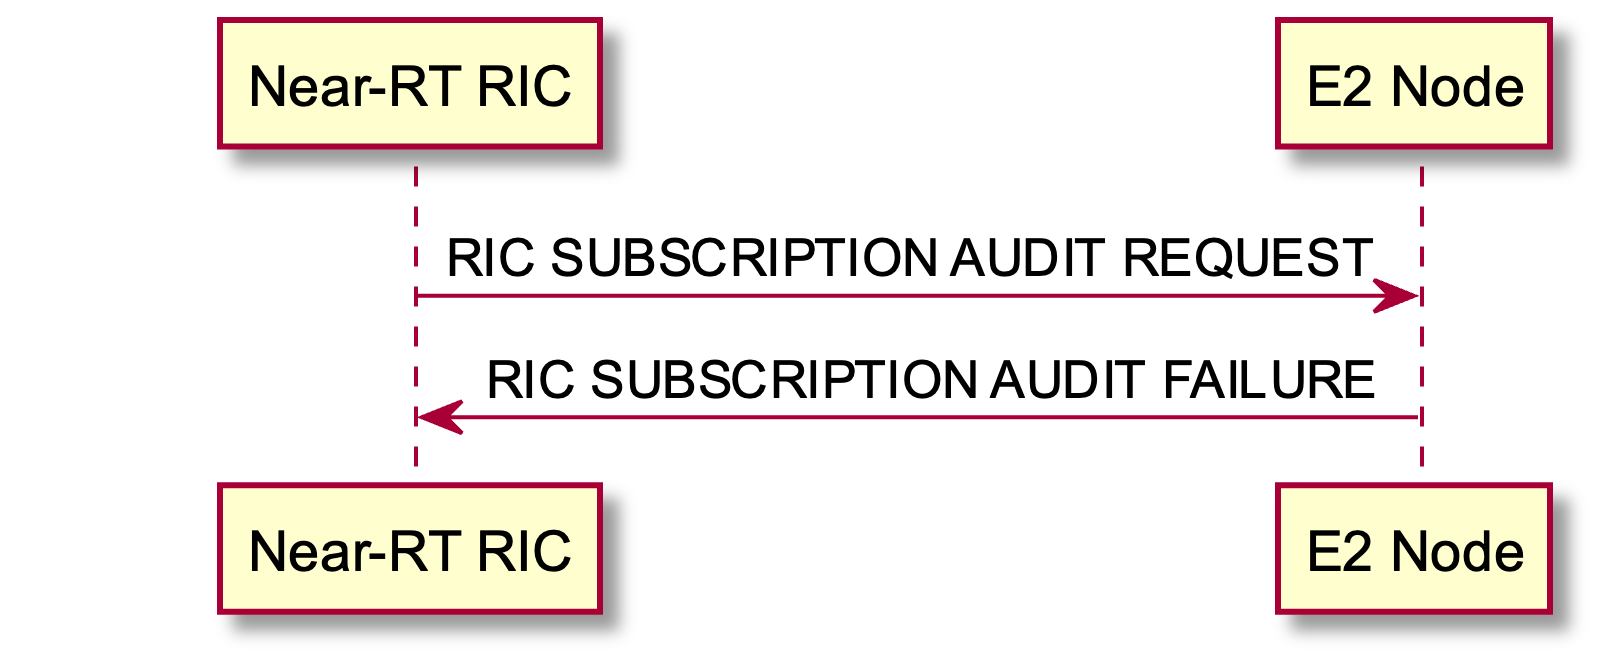 Near-RT RIC
E2 Node
RIC SUBSCRIPTION AUDIT REQUEST
RIC SUBSCRIPTION AUDIT FAILURE
Near-RT RIC
E2 Node